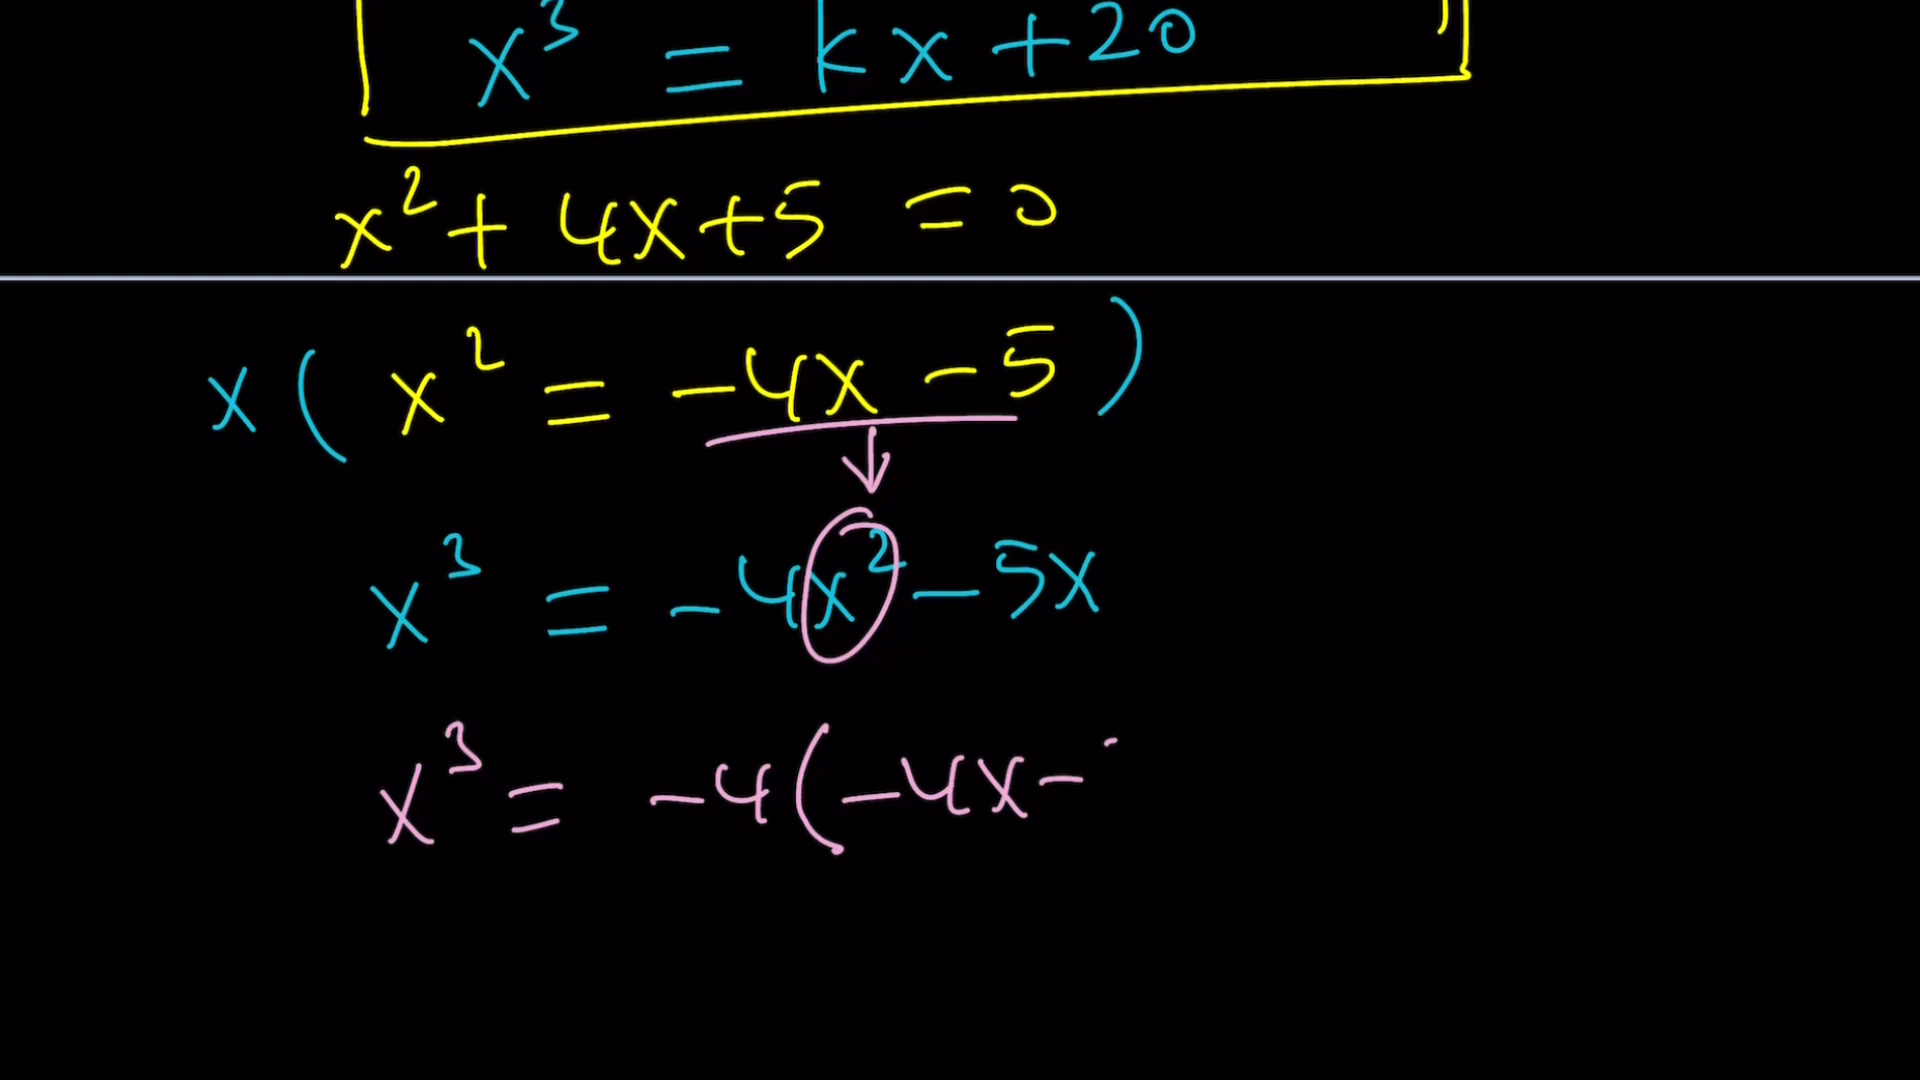 x³ = kx + 20
x² + 4x + 5 = 0
x ( x² = -4x - 5 )
x³ = -4x² - 5x
x³ = -4(-4x -